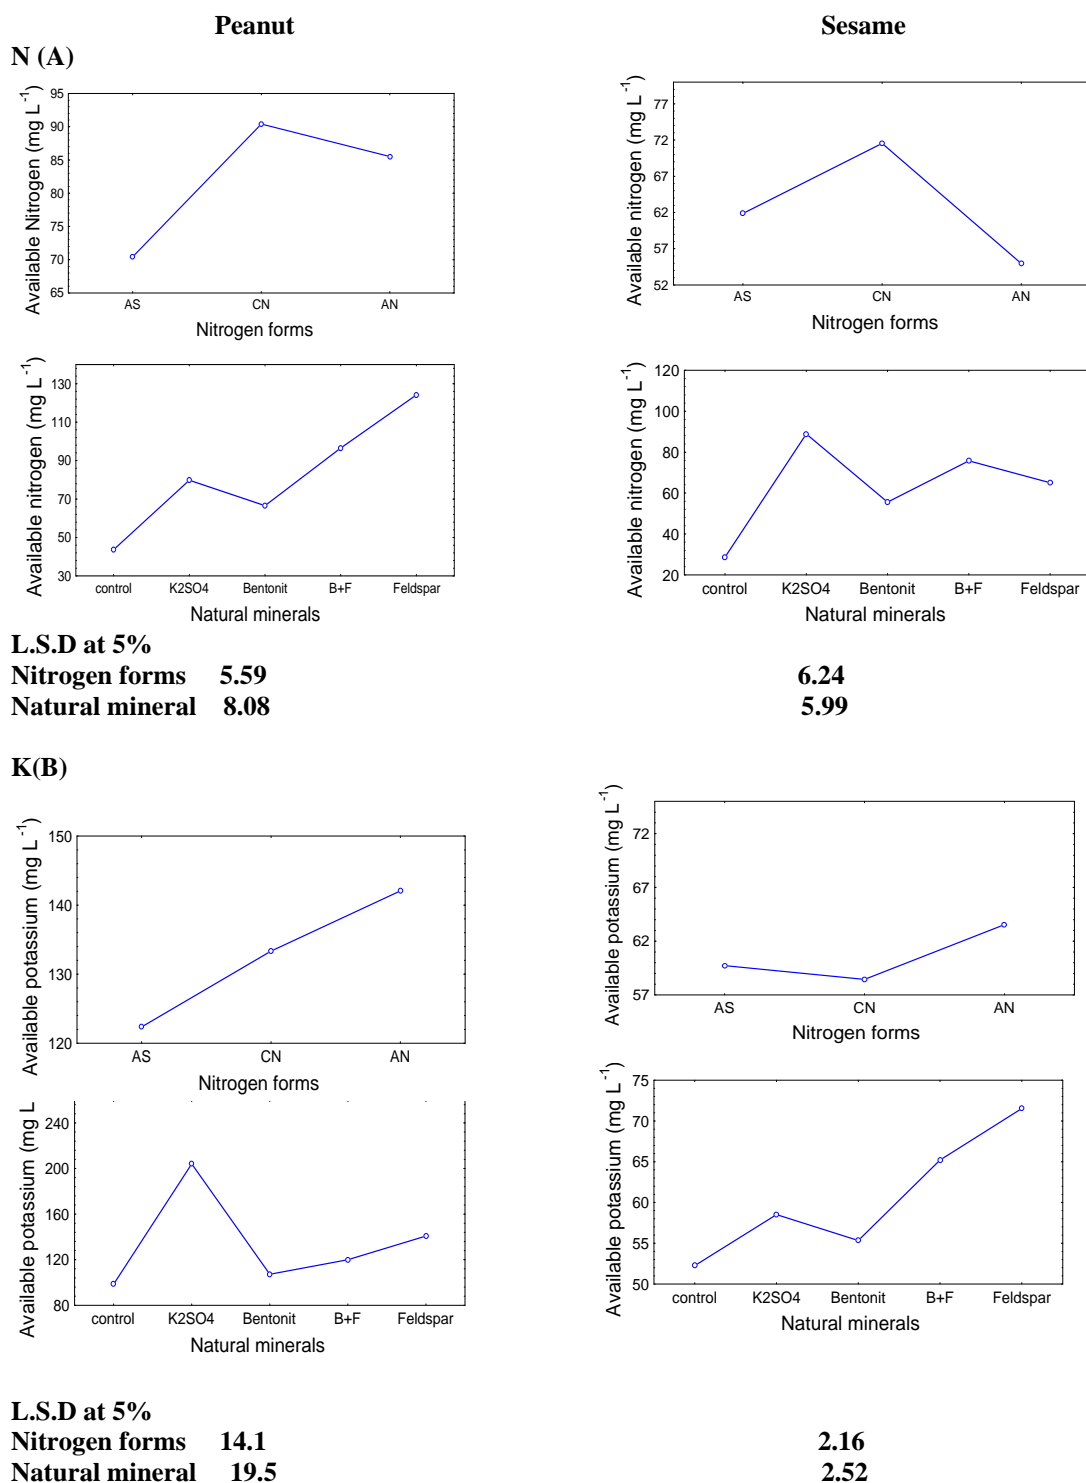 Peanut Sesame
N (A)
Available Nitrogen (mg L-1)
95
90
85
80
75
70
65
AS CN AN
Nitrogen forms
Available nitrogen (mg L-1)
77
72
67
62
57
52
AS CN AN
Nitrogen forms
Available nitrogen (mg L-1)
130
110
90
70
50
30
control K2SO4 Bentonit B+F Feldspar
Natural minerals
Available nitrogen (mg L-1)
120
100
80
60
40
20
control K2SO4 Bentonit B+F Feldspar
Natural minerals
L.S.D at 5%
Nitrogen forms 5.59 6.24
Natural mineral 8.08 5.99
K(B)
Available potassium (mg L-1)
150
140
130
120
AS CN AN
Nitrogen forms
Available potassium (mg L-1)
72
67
62
57
AS CN AN
Nitrogen forms
Available potassium (mg L
240
200
160
120
80
control K2SO4 Bentonit B+F Feldspar
Natural minerals
Available potassium (mg L-1)
75
70
65
60
55
50
control K2SO4 Bentonit B+F Feldspar
Natural minerals
L.S.D at 5%
Nitrogen forms 14.1 2.16
Natural mineral 19.5 2.52